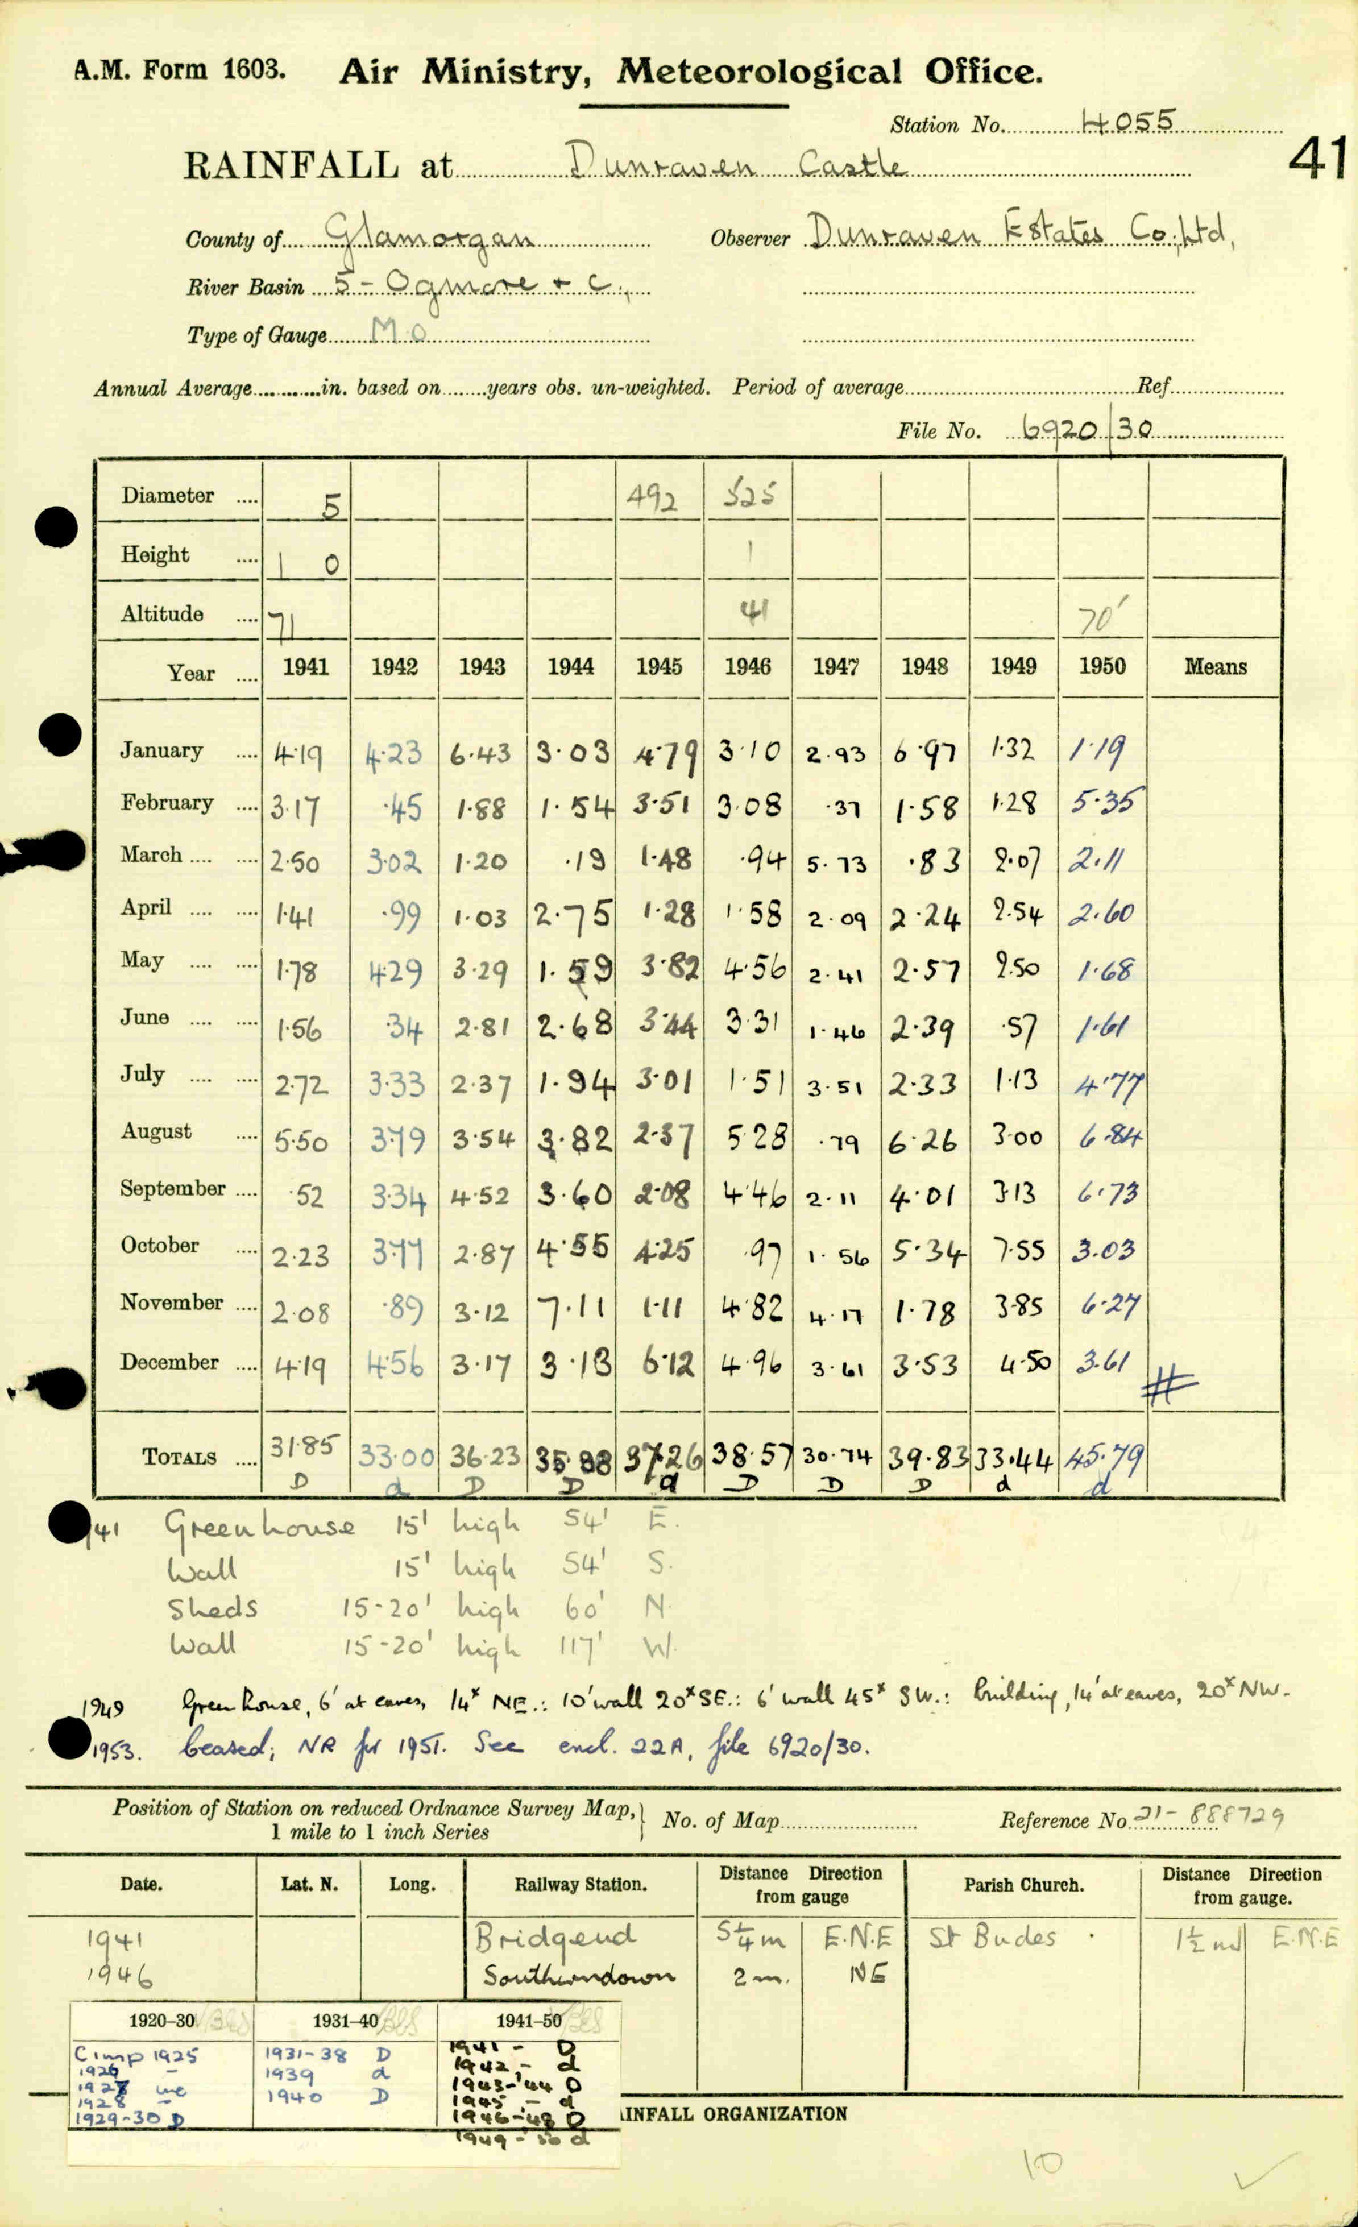 A.M. Form 1603. Air Ministry, Meteorological Office.
Station No. 4055
41
RAINFALL at Dunraven Castle
County of Glamorgan Observer Dunraven Estates Co., Ltd,
River Basin 5 - Ogmore & C.,
Type of Gauge MO
Annual Average in. based on years obs. un-weighted. Period of average Ref.
File No. 6920/30
Diameter 5 492 525
Height 1 0 1
Altitude 71 41 70'
Year 1941 1942 1943 1944 1945 1946 1947 1948 1949 1950 Means
January 4·19 4·23 6·43 3·03 4·79 3·10 2·93 6·97 1·32 1·19
February 3·17 ·45 1·88 1·54 3·51 3·08 ·37 1·58 1·28 5·35
March 2·50 3·02 1·20 ·19 1·48 ·94 5·73 ·83 2·07 2·11
April 1·41 ·99 1·03 2·75 1·28 1·58 2·09 2·24 2·54 2·60
May 1·78 4·29 3·29 1·59 3·82 4·56 2·41 2·57 2·50 1·68
June 1·56 ·34 2·81 2·68 3·44 3·31 1·46 2·39 ·57 1·61
July 2·72 3·33 2·37 1·94 3·01 1·51 3·51 2·33 1·13 4·77
August 5·50 3·79 3·54 3·82 2·37 5·28 ·79 6·26 3·00 6·84
September ·52 3·34 4·52 3·60 2·08 4·46 2·11 4·01 3·13 6·73
October 2·23 3·77 2·87 4·55 4·25 ·97 1·56 5·34 7·55 3·03
November 2·08 ·89 3·12 7·11 1·11 4·82 4·17 1·78 3·85 6·27
December 4·19 4·56 3·17 3·18 6·12 4·96 3·61 3·53 4·50 3·61 #
TOTALS 31·85 33·00 36·23 35·98 37·26 38·57 30·74 39·83 33·44 45·79
D d D D d D D D d d
Greenhouse 15' high 54' E.
Wall 15' high 54' S.
Sheds 15-20' high 60' N.
Wall 15-20' high 117' W.
1949 Greenhouse, 6' at eaves, 14ˣ NE.: 10' wall 20ˣ SE.: 6' wall 45ˣ SW.: building, 14' at eaves, 20ˣ NW.
1953. Ceased; NR for 1951. See encl. 22A, file 6920/30.
Position of Station on reduced Ordnance Survey Map, 1 mile to 1 inch Series } No. of Map Reference No 21-888729
Date. Lat. N. Long. Railway Station. Distance Direction from gauge Parish Church. Distance Direction from gauge.
1941 Bridgend 5¼ m E.N.E St Brides 1½ m E.N.E
1946 Southerndown 2 m. NE
1920-30 1931-40 1941-50
Cimp 1925 1931-38 D 1941 - D
1926 - 1939 d 1942 - d
1927 1940 D 1943-'44 D
1928 - 1945 - d
1929-30 D 1946-'48 D
1949-'50 d
AINFALL ORGANIZATION
10